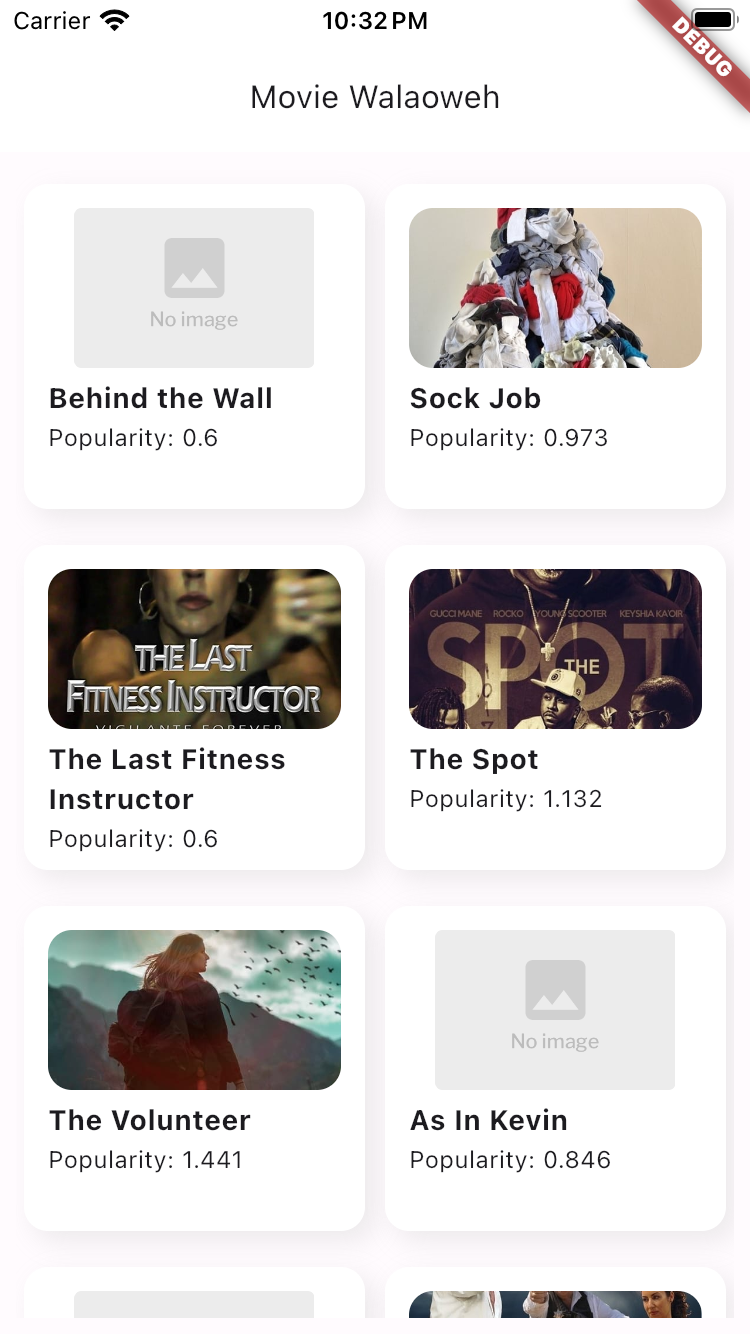 Carrier 10:32 PM
DEBUG
Movie Walaoweh
No image
Behind the Wall
Popularity: 0.6
Sock Job
Popularity: 0.973
THE LAST
FITNESS INSTRUCTOR
VIGILANTE FOREVER
The Last Fitness
Instructor
Popularity: 0.6
GUCCI MANE ROCKO YOUNG SCOOTER KEYSHIA KA'OIR
THE
SPOT
The Spot
Popularity: 1.132
The Volunteer
Popularity: 1.441
No image
As In Kevin
Popularity: 0.846